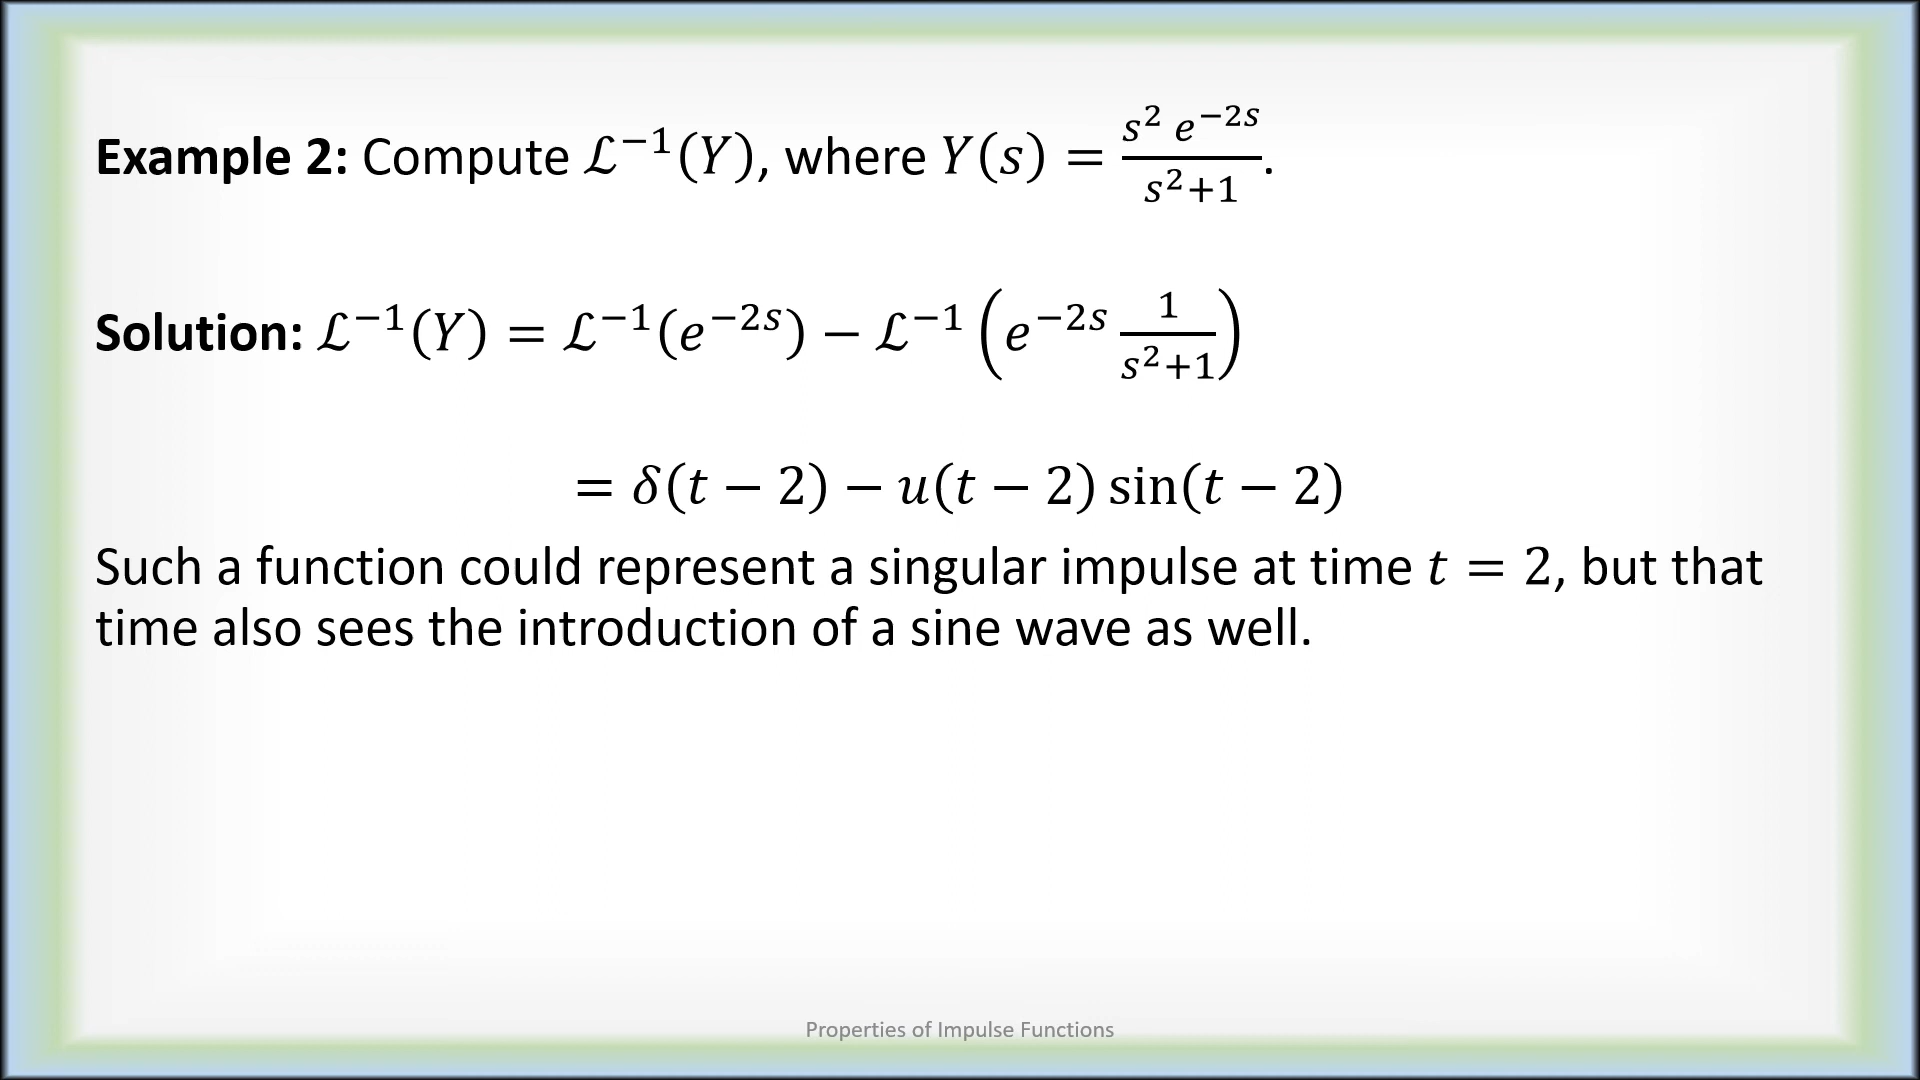 Example 2: Compute ℒ⁻¹(Y), where Y(s) = \frac{s² e^{−2s}}{s²+1}.
Solution: ℒ⁻¹(Y) = ℒ⁻¹(e^{−2s}) − ℒ⁻¹(e^{−2s} \frac{1}{s²+1})
= δ(t − 2) − u(t − 2) sin(t − 2)
Such a function could represent a singular impulse at time t = 2, but that
time also sees the introduction of a sine wave as well.
Properties of Impulse Functions